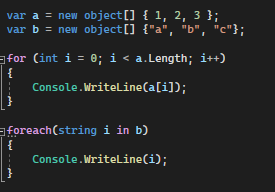 var a = new object[] { 1, 2, 3 };
var b = new object[] {"a", "b", "c"};
for (int i = 0; i < a.Length; i++)
{
Console.WriteLine(a[i]);
}
foreach(string i in b)
{
Console.WriteLine(i);
}